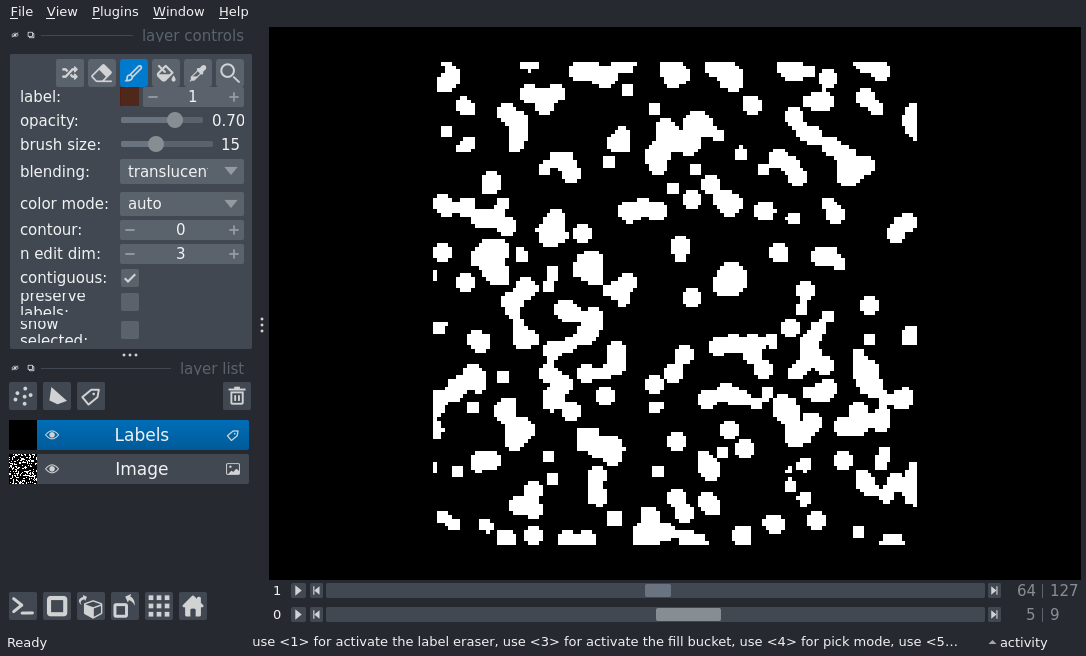 File View Plugins Window Help
layer controls
label: 1
opacity: 0.70
brush size: 15
blending: translucen
color mode: auto
contour: 0
n edit dim: 3
contiguous:
preserve
labels:
show
selected:
layer list
Labels
Image
1 64 127
0 5 9
Ready use <1> for activate the label eraser, use <3> for activate the fill bucket, use <4> for pick mode, use <5... activity